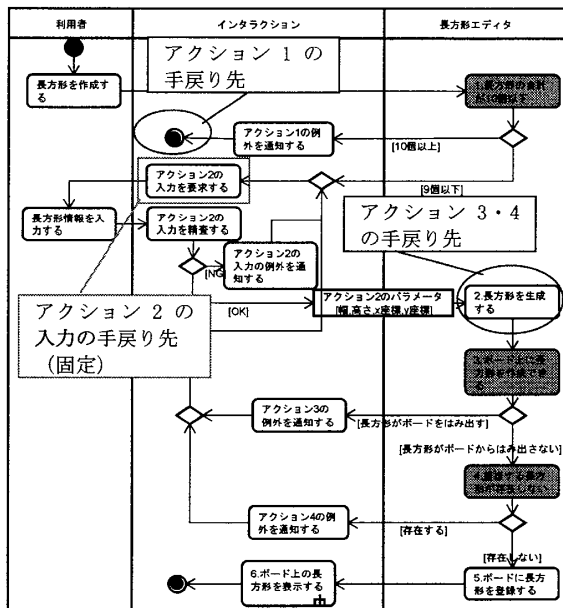 利用者
インタラクション
長方形エディタ
アクション 1 の
手戻り先
長方形を作成す
る
アクション1の例
外を通知する
[10個以上]
アクション2の
入力を要求する
[9個以下]
長方形情報を入
力する
アクション2の
入力を精査する
アクション 3・4
の手戻り先
アクション2の
入力の例外を通
知する
[NG]
アクション 2 の
入力の手戻り先
(固定)
[OK]
アクション2のパラメータ
[幅,高さ,x座標,y座標]
2.長方形を生成
する
アクション3の
例外を通知する
[長方形がボードをはみ出す]
[長方形がボードからはみ出さない]
アクション4の例
外を通知する
[存在する]
[存在しない]
6.ボード上の長
方形を表示する
5.ボードに長方
形を登録する